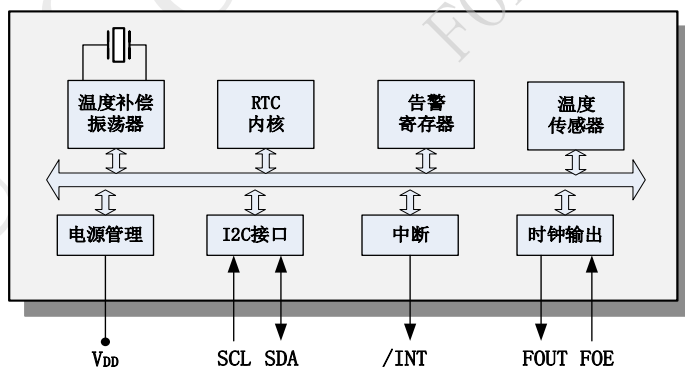 温度补偿
振荡器
RTC
内核
告警
寄存器
温度
传感器
电源管理
I2C接口
中断
时钟输出
VDD
SCL SDA
/INT
FOUT FOE